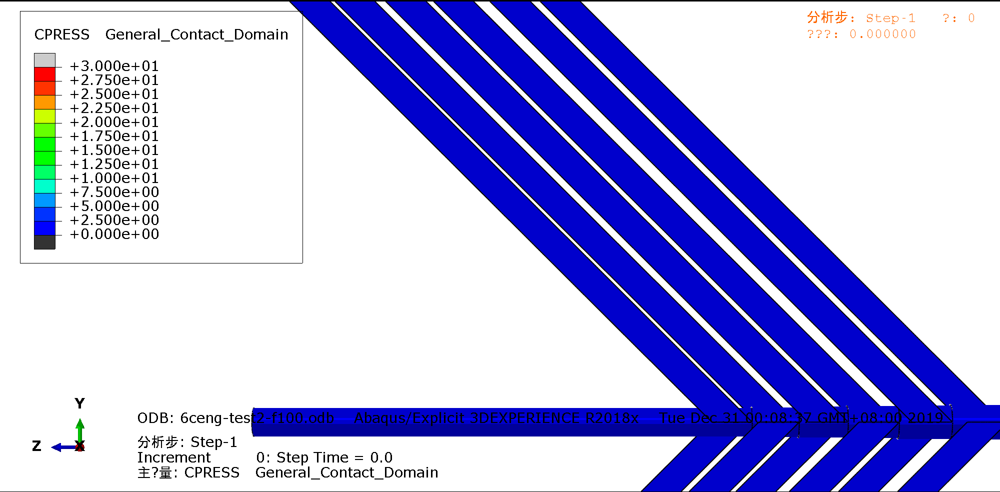 CPRESS General_Contact_Domain
+3.000e+01
+2.750e+01
+2.500e+01
+2.250e+01
+2.000e+01
+1.750e+01
+1.500e+01
+1.250e+01
+1.000e+01
+7.500e+00
+5.000e+00
+2.500e+00
+0.000e+00
分析步: Step-1 ?: 0
???: 0.000000
Y
Z
X
ODB: 6ceng-test2-f100.odb Abaqus/Explicit 3DEXPERIENCE R2018x Tue Dec 31 00:08:37 GMT+08:00 2019
分析步: Step-1
Increment 0: Step Time = 0.0
主?量: CPRESS General_Contact_Domain